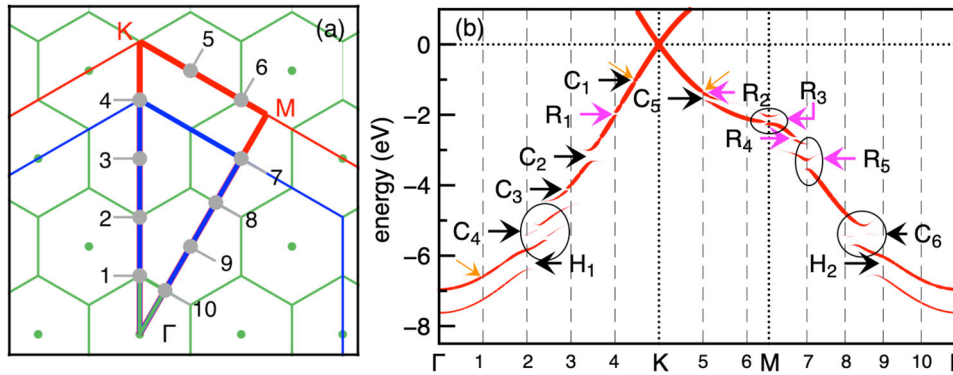 (a)
K
5
6
4
M
3
7
2
8
9
1
Γ
10
(b)
energy (eV)
0
−2
−4
−6
−8
C1
R1
C2
C3
C4
H1
C5
R2
R3
R4
R5
C6
H2
Γ 1 2 3 4 K 5 6 M 7 8 9 10